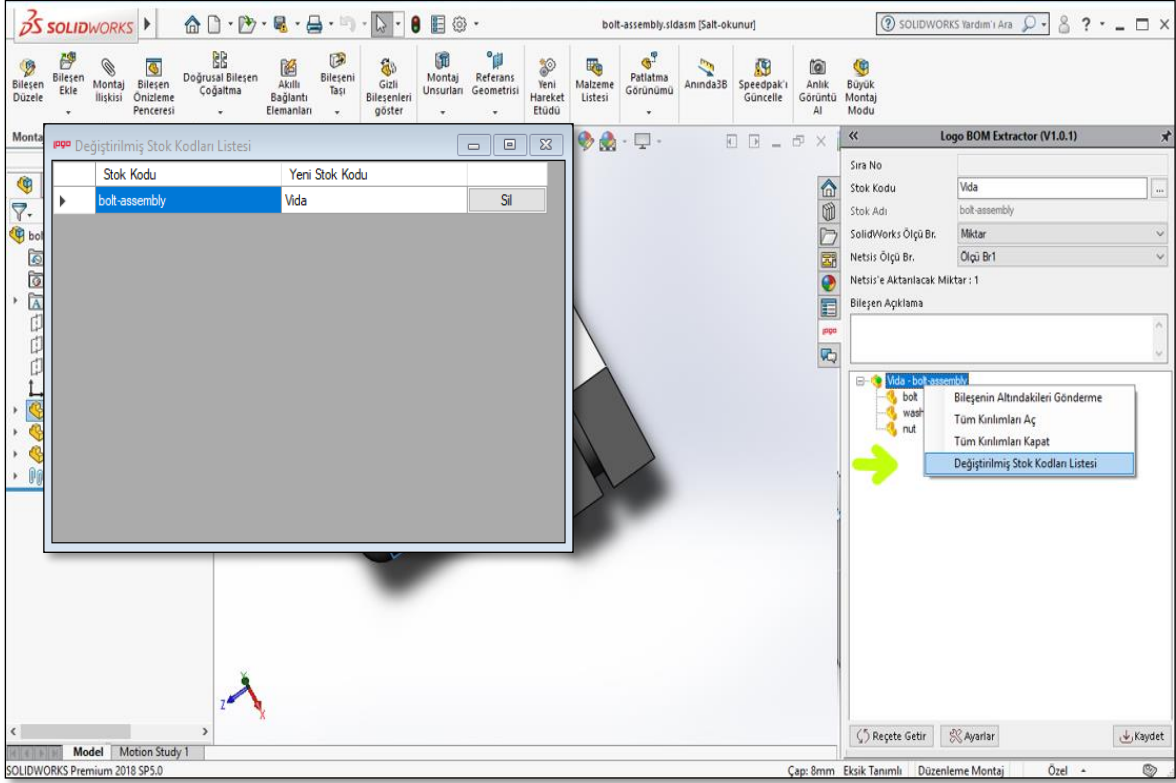 SOLIDWORKS
bolt-assembly.sldasm [Salt-okunur]
SOLIDWORKS Yardım'ı Ara
?
Bileşen Düzele
Bileşen Ekle
Montaj İlişkisi
Bileşen Önizleme Penceresi
Doğrusal Bileşen Çoğaltma
Akıllı Bağlantı Elemanları
Bileşeni Taşı
Gizli Bileşenleri göster
Montaj Unsurları
Referans Geometrisi
Yeni Hareket Etüdü
Malzeme Listesi
Patlatma Görünümü
Anında3B
Speedpak'ı Güncelle
Anlık Görüntü Al
Büyük Montaj Modu
Monta
logo Değiştirilmiş Stok Kodları Listesi
Stok Kodu Yeni Stok Kodu
bolt-assembly Vida Sil
bol
Logo BOM Extractor (V1.0.1)
Sıra No
Stok Kodu Vida ...
Stok Adı bolt-assembly
SolidWorks Ölçü Br. Miktar
Netsis Ölçü Br. Ölçü Br1
Netsis'e Aktarılacak Miktar : 1
Bileşen Açıklama
logo
Vida - bolt-assembly
bolt
wash
nut
Bileşenin Altındakileri Gönderme
Tüm Kırılımları Aç
Tüm Kırılımları Kapat
Değiştirilmiş Stok Kodları Listesi
Y
Z
X
Reçete Getir Ayarlar Kaydet
Model Motion Study 1
SOLIDWORKS Premium 2018 SP5.0 Çap: 8mm Eksik Tanımlı Düzenleme Montaj Özel